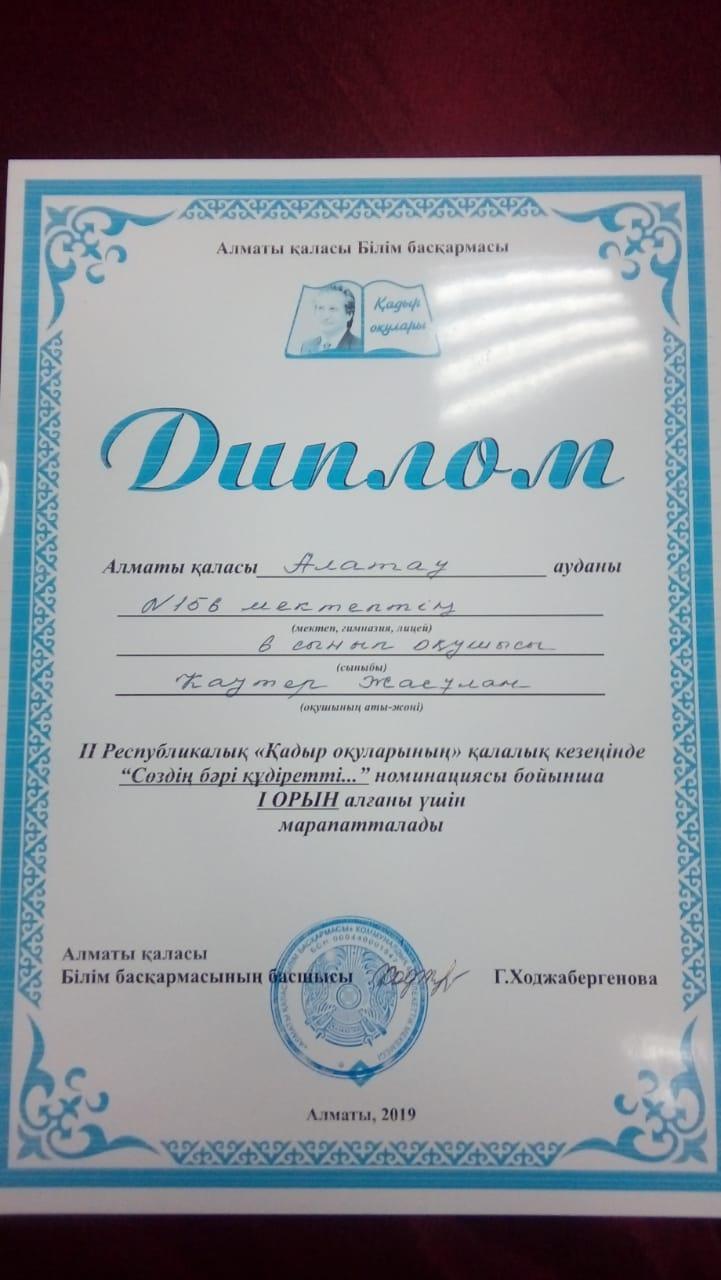 Алматы қаласы Білім басқармасы
Қадыр
оқулары
Диплом
Алматы қаласы Алатау ауданы
№156 мектептің
(мектеп, гимназия, лицей)
6 сынып оқушысы
(сыныбы)
Каутер Жасұлан
(оқушының аты-жөні)
II Республикалық «Қадыр оқуларының» қалалық кезеңінде
“Сөздің бәрі құдіретті...” номинациясы бойынша
I ОРЫН алғаны үшін
марапатталады
Алматы қаласы
Білім басқармасының басшысы Г.Ходжабергенова
Алматы, 2019